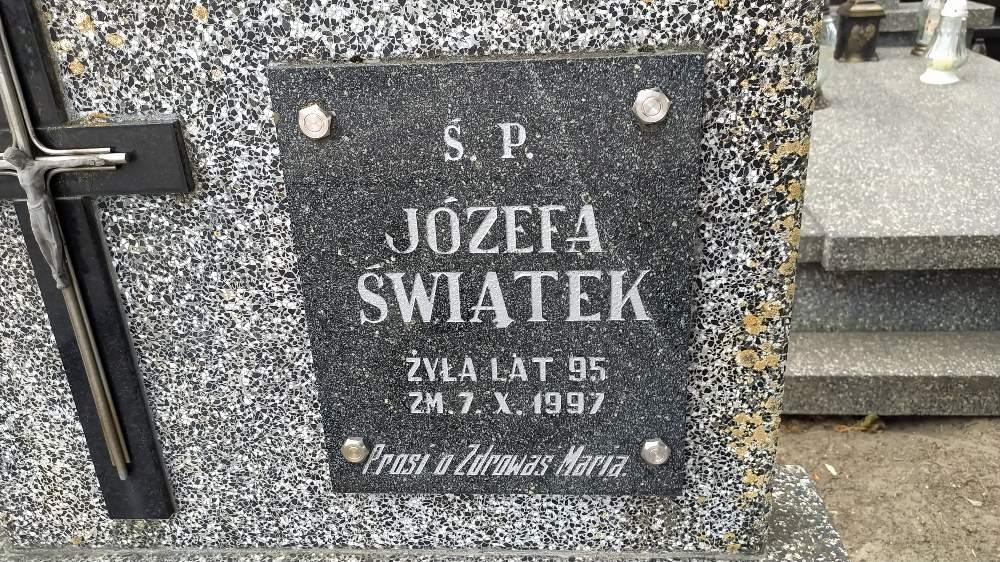 Ś. P.
JÓZEFA
ŚWIĄTEK
ŻYŁA LAT 95
ZM. 7. X. 1997
Prosi o Zdrowaś Maria.